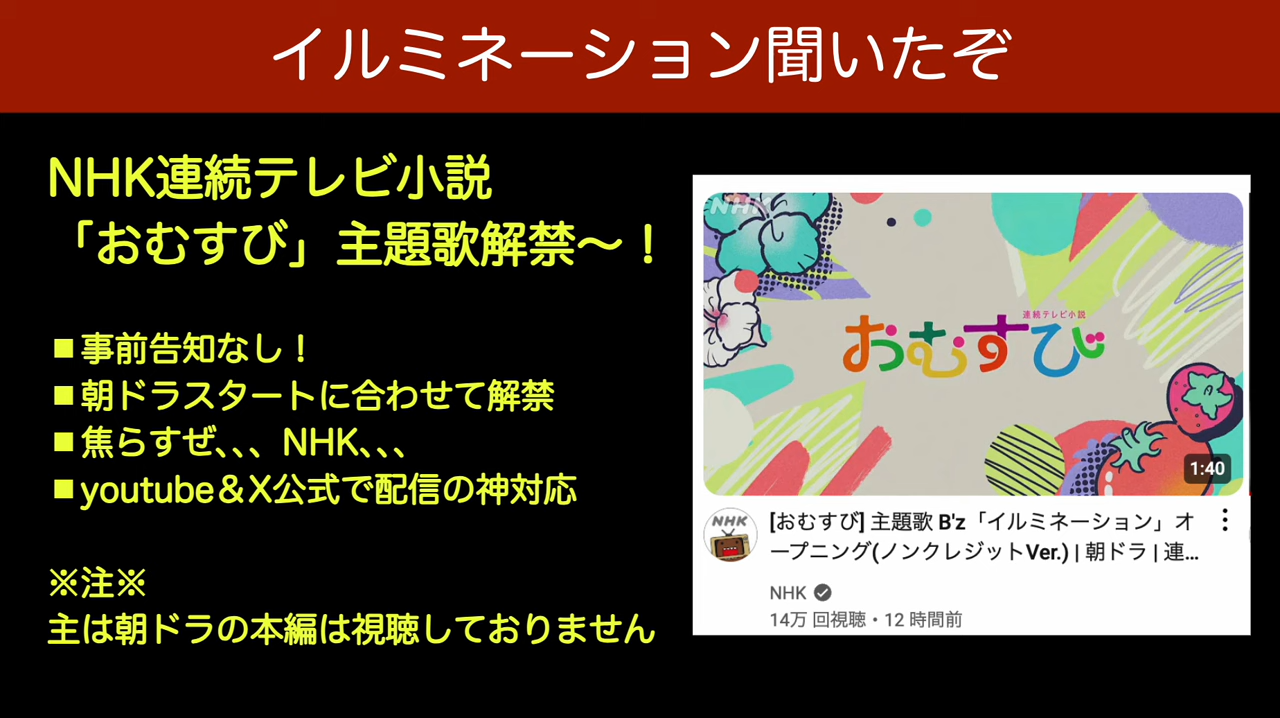 イルミネーション聞いたぞ
NHK連続テレビ小説
「おむすび」主題歌解禁～！
■事前告知なし！
■朝ドラスタートに合わせて解禁
■焦らすぜ、、、NHK、、、
■youtube＆X公式で配信の神対応
※注※
主は朝ドラの本編は視聴しておりません
NHK
連続テレビ小説
おむすび
1:40
NHK
[おむすび] 主題歌 B'z「イルミネーション」オ
ープニング(ノンクレジットVer.) | 朝ドラ | 連...
NHK
14万 回視聴・12 時間前